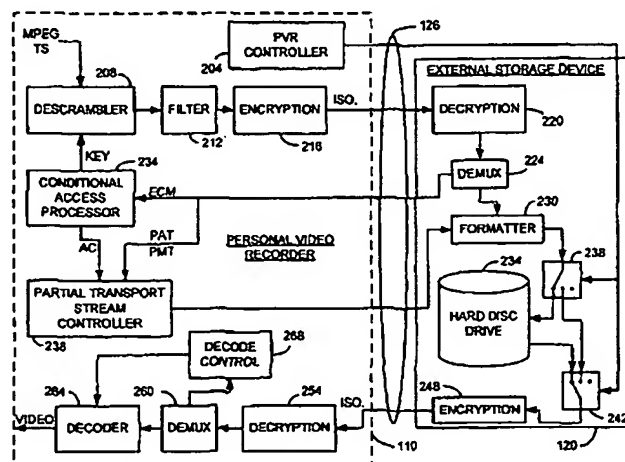 MPEG
TS
PVR
CONTROLLER
204
126
EXTERNAL STORAGE DEVICE
208
DESCRAMBLER
FILTER
212
ENCRYPTION
216
ISO.
DECRYPTION
220
KEY
234
CONDITIONAL
ACCESS
PROCESSOR
ECM
DEMUX
224
FORMATTER
230
AC
PAT
PMT
PERSONAL VIDEO
RECORDER
PARTIAL TRANSPORT
STREAM
CONTROLLER
238
234
HARD DISC
DRIVE
238
DECODE
CONTROL
268
264
DECODER
VIDEO
260
DEMUX
254
DECRYPTION
ISO.
248
ENCRYPTION
242
110
120